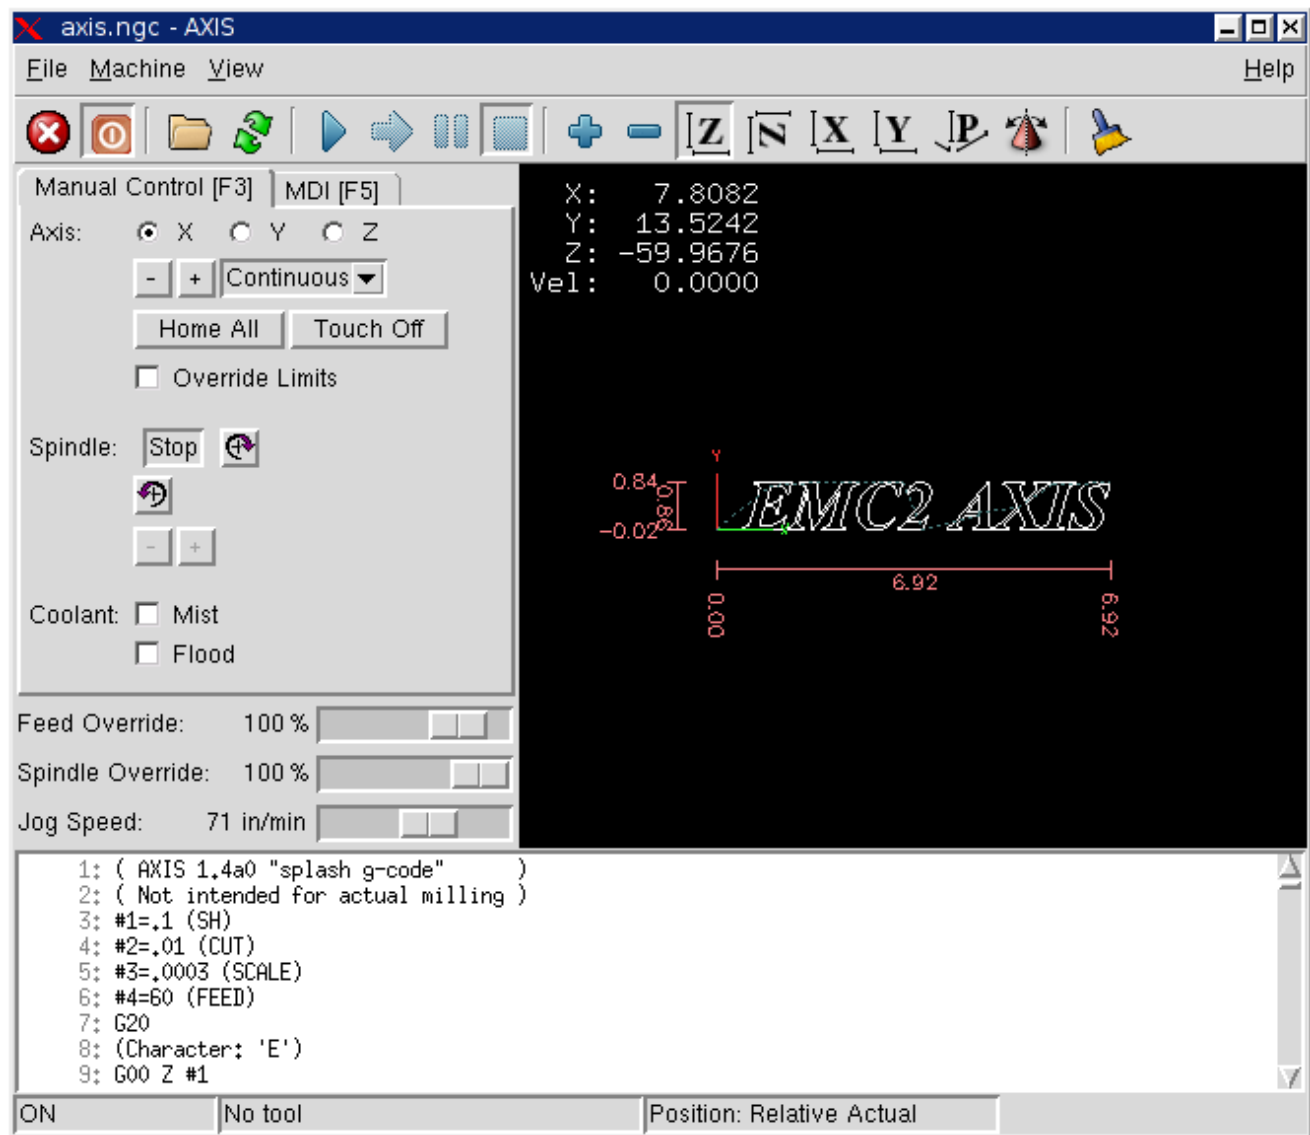 axis.ngc - AXIS
File Machine View Help
Z N X Y P
Manual Control [F3] MDI [F5]
Axis: X Y Z
- + Continuous
Home All Touch Off
Override Limits
Spindle: Stop
- +
Coolant: Mist
Flood
Feed Override: 100 %
Spindle Override: 100 %
Jog Speed: 71 in/min
X: 7.8082
Y: 13.5242
Z: -59.9676
Vel: 0.0000
Y
0.84
0.86
-0.02
EMC2 AXIS
X
6.92
0.00
6.92
1: ( AXIS 1.4a0 "splash g-code" )
2: ( Not intended for actual milling )
3: #1=.1 (SH)
4: #2=.01 (CUT)
5: #3=.0003 (SCALE)
6: #4=60 (FEED)
7: G20
8: (Character: 'E')
9: G00 Z #1
ON No tool Position: Relative Actual